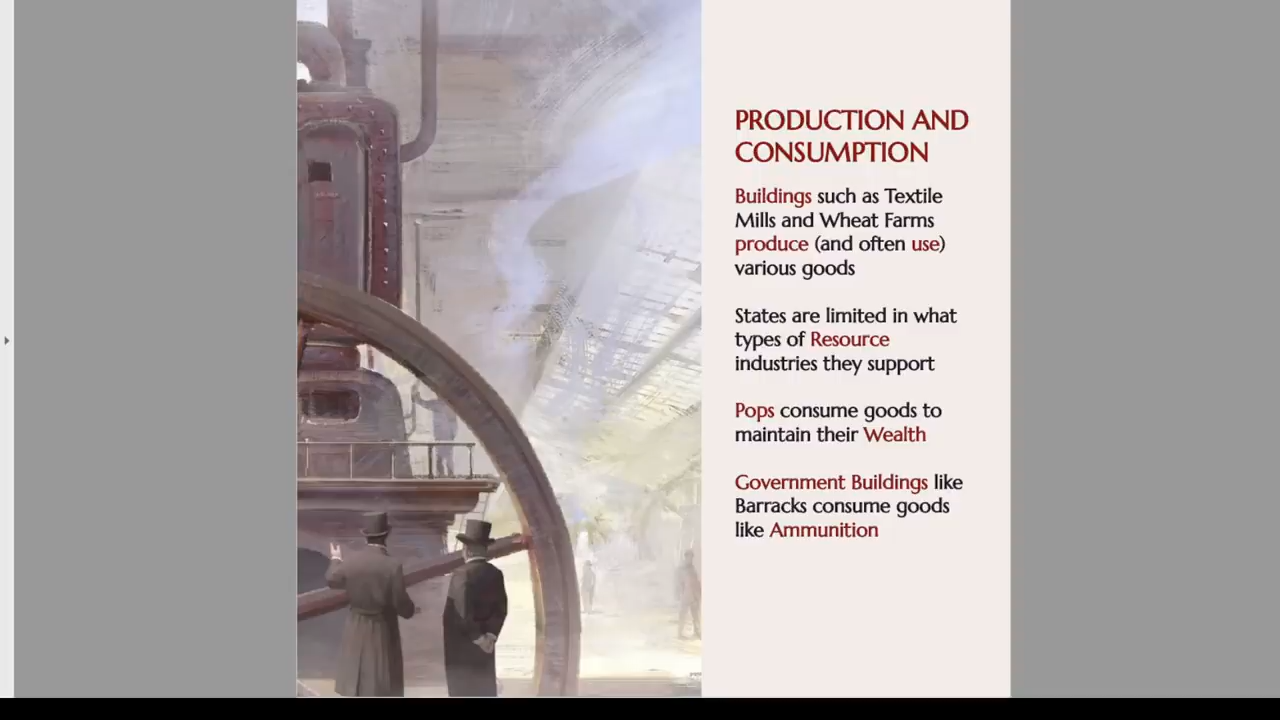 PRODUCTION AND
CONSUMPTION
Buildings such as Textile
Mills and Wheat Farms
produce (and often use)
various goods
States are limited in what
types of Resource
industries they support
Pops consume goods to
maintain their Wealth
Government Buildings like
Barracks consume goods
like Ammunition